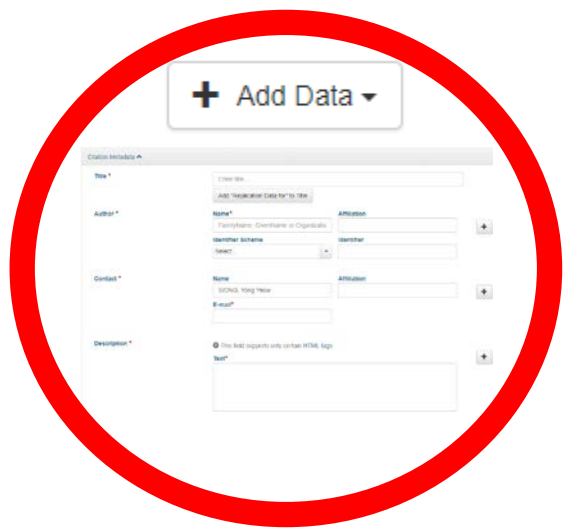 + Add Data
Citation Metadata
Title *
Enter title...
Add "Replication Data for" to Title
Author *
Name*
Affiliation
FamilyName, GivenName or Organizatio
+
Identifier Scheme
Identifier
Select...
Contact *
Name
Affiliation
+
E-mail*
Description *
This field supports only certain HTML tags.
+
Text*